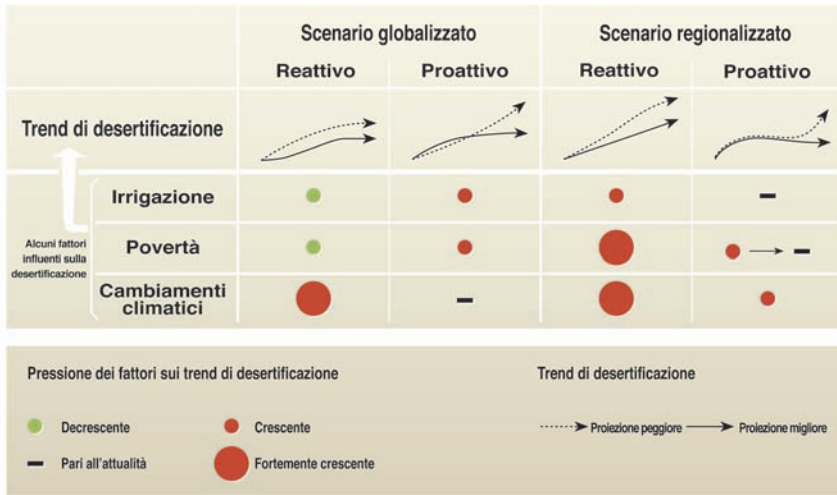 Scenario globalizzato
Scenario regionalizzato
Reattivo
Proattivo
Reattivo
Proattivo
Trend di desertificazione
Alcuni fattori
influenti sulla
desertificazione
Irrigazione
Povertà
Cambiamenti
climatici
Pressione dei fattori sui trend di desertificazione
Trend di desertificazione
Decrescente
Crescente
Proiezione peggiore
Proiezione migliore
Pari all'attualità
Fortemente crescente